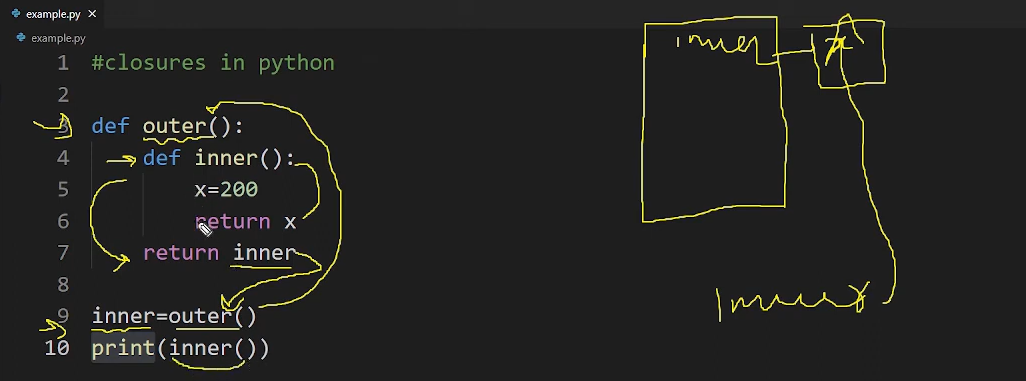 example.py ×
example.py
1 #closures in python
2
3 def outer():
4 def inner():
5 x=200
6 return x
7 return inner
8
9 inner=outer()
10 print(inner())
inner x